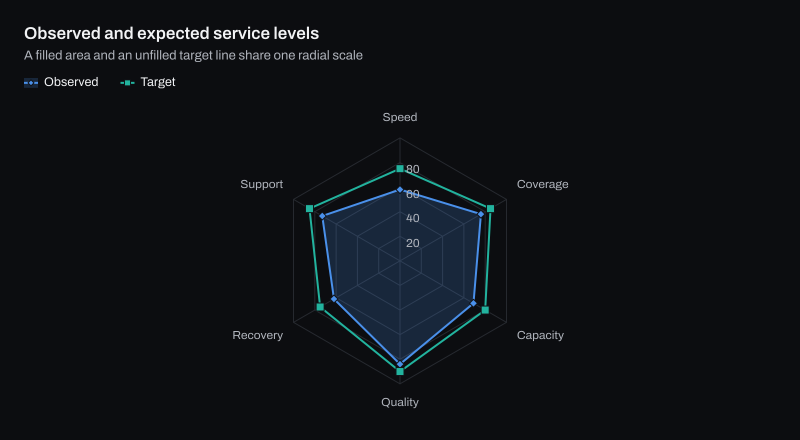 Observed and expected service levels
A filled area and an unfilled target line share one radial scale
Observed
Target
Speed
Support
Coverage
80
60
40
20
Recovery
Capacity
Quality